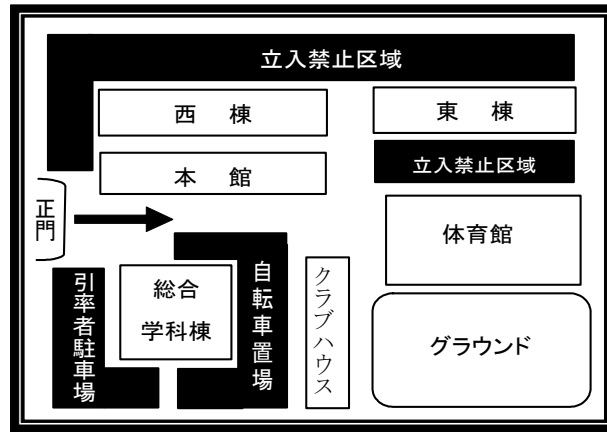 立入禁止区域
西 棟
東 棟
本 館
立入禁止区域
正門
体育館
引率者駐車場
総合
学科棟
自転車置場
クラブハウス
グラウンド